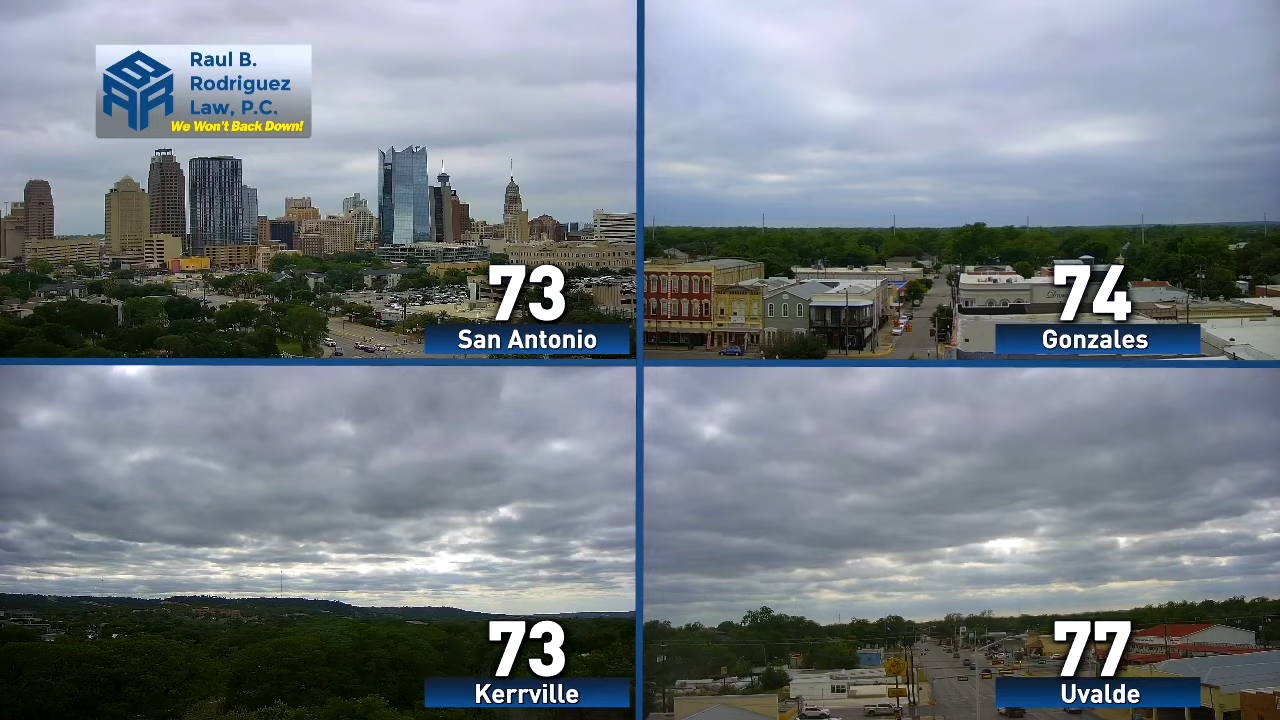 Raul B.
Rodriguez
Law, P.C.
We Won't Back Down!
73
San Antonio
74
Gonzales
73
Kerrville
77
Uvalde